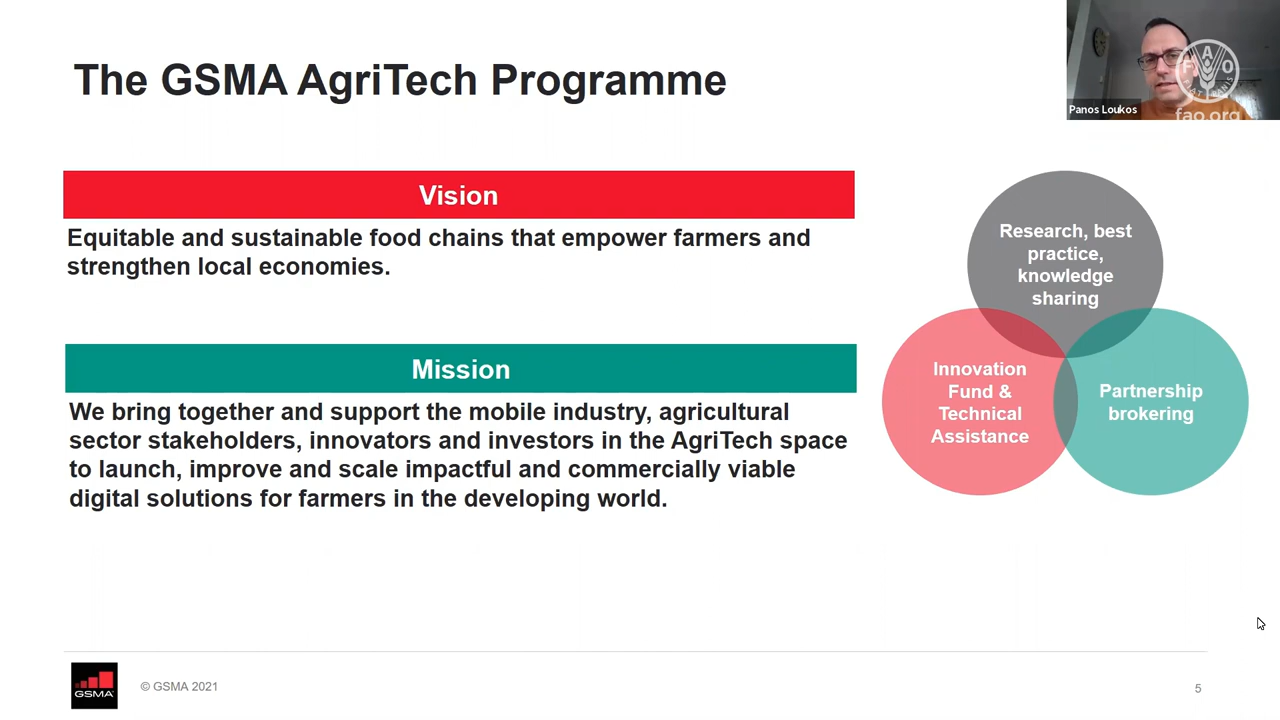 The GSMA AgriTech Programme
Panos Loukos
F A O
FIAT PANIS
fao.org
Vision
Equitable and sustainable food chains that empower farmers and
strengthen local economies.
Mission
We bring together and support the mobile industry, agricultural
sector stakeholders, innovators and investors in the AgriTech space
to launch, improve and scale impactful and commercially viable
digital solutions for farmers in the developing world.
Research, best
practice,
knowledge
sharing
Innovation
Fund &
Technical
Assistance
Partnership
brokering
GSMA
© GSMA 2021
5